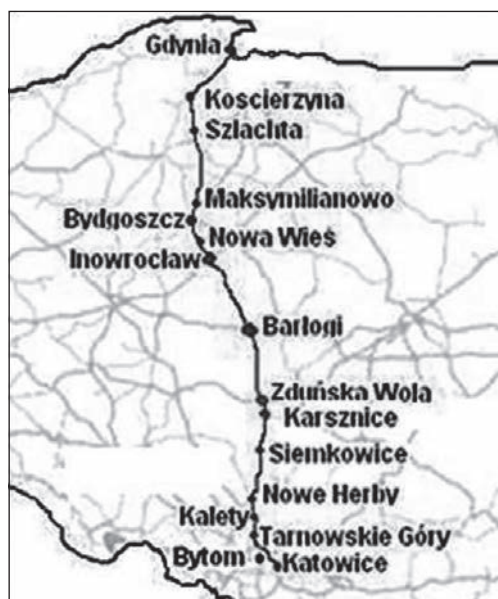 Gdynia
Koscierzyna
Szlachta
Maksymilianowo
Bydgoszcz
Nowa Wieś
Inowrocław
Barłogi
Zduńska Wola
Karsznice
Siemkowice
Nowe Herby
Kalety
Tarnowskie Góry
Bytom
Katowice